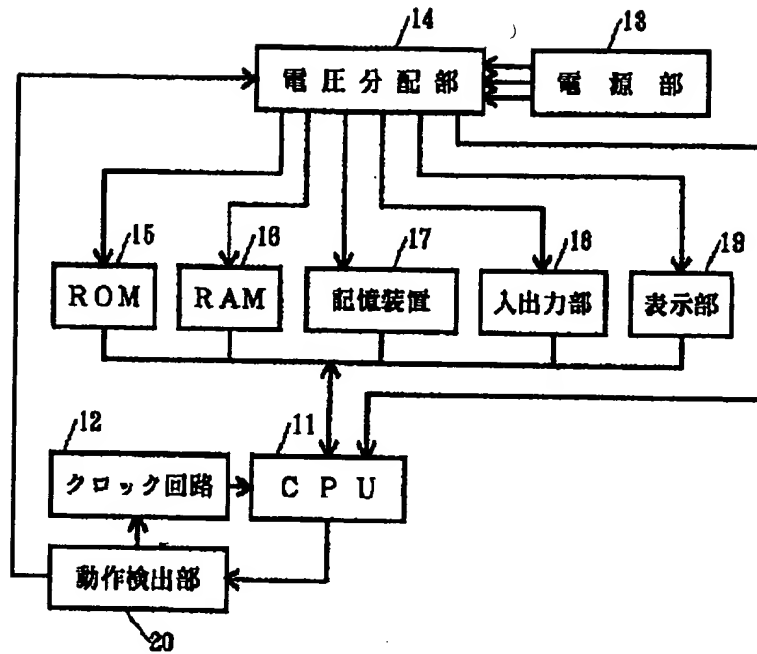 14
13
電圧分配部
電源部
15
16
17
18
19
ROM
RAM
記憶装置
入出力部
表示部
12
11
クロック回路
CPU
動作検出部
20